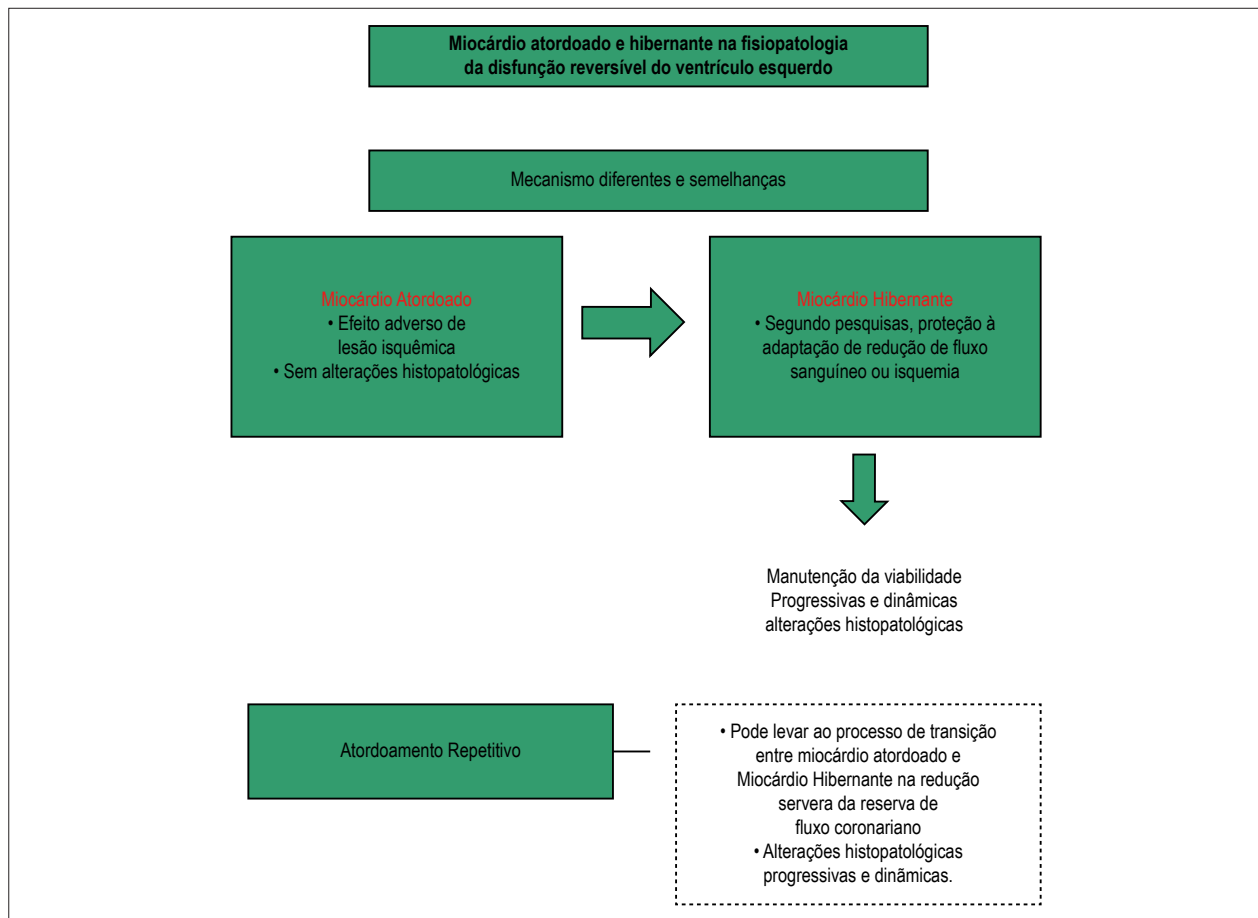 Miocárdio atordoado e hibernante na fisiopatologia
da disfunção reversível do ventrículo esquerdo
Mecanismo diferentes e semelhanças
Miocárdio Atordoado
• Efeito adverso de
lesão isquêmica
• Sem alterações histopatológicas
Miocárdio Hibernante
• Segundo pesquisas, proteção à
adaptação de redução de fluxo
sanguíneo ou isquemia
Manutenção da viabilidade
Progressivas e dinâmicas
alterações histopatológicas
Atordoamento Repetitivo
• Pode levar ao processo de transição
entre miocárdio atordoado e
Miocárdio Hibernante na redução
servera da reserva de
fluxo coronariano
• Alterações histopatológicas
progressivas e dinãmicas.